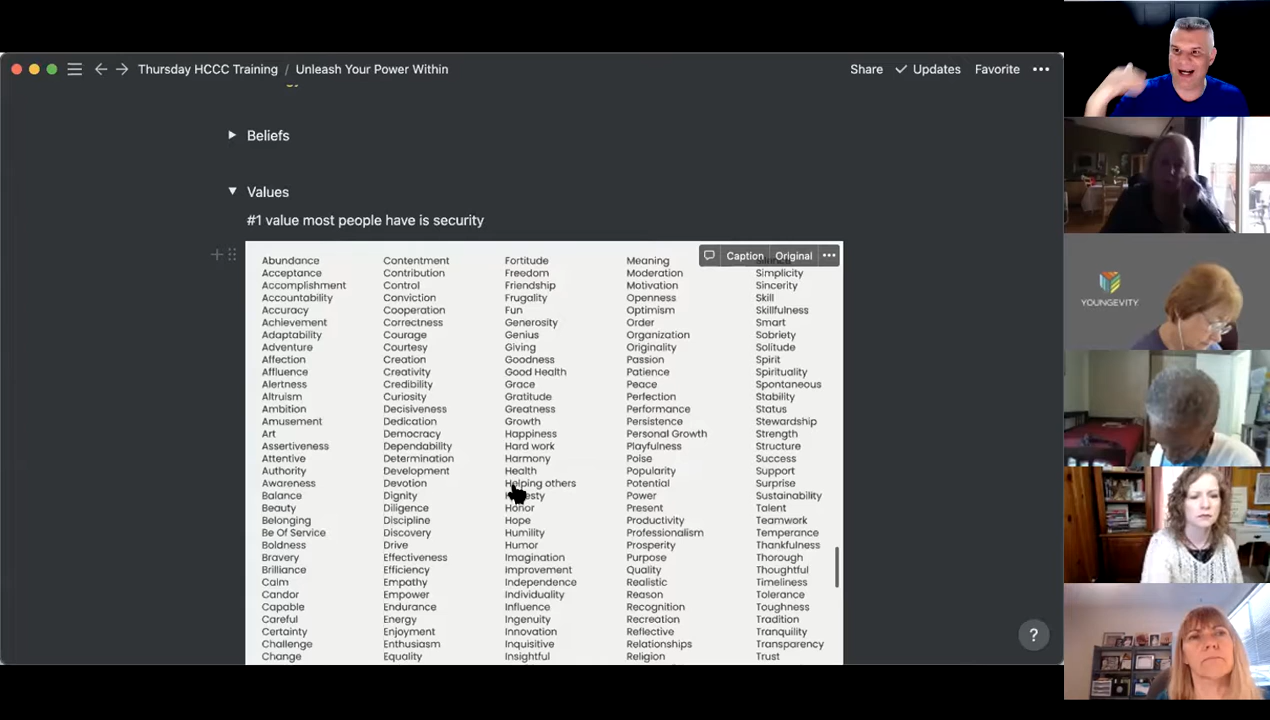 Thursday HCCC Training / Unleash Your Power Within
Share Updates Favorite
Beliefs
Values
#1 value most people have is security
Caption Original
Abundance Contentment Fortitude Meaning
Acceptance Contribution Freedom Moderation Simplicity
Accomplishment Control Friendship Motivation Sincerity
Accountability Conviction Frugality Openness Skill
Accuracy Cooperation Fun Optimism Skillfulness
Achievement Correctness Generosity Order Smart
Adaptability Courage Genius Organization Sobriety
Adventure Courtesy Giving Originality Solitude
Affection Creation Goodness Passion Spirit
Affluence Creativity Good Health Patience Spirituality
Alertness Credibility Grace Peace Spontaneous
Altruism Curiosity Gratitude Perfection Stability
Ambition Decisiveness Greatness Performance Status
Amusement Dedication Growth Persistence Stewardship
Art Democracy Happiness Personal Growth Strength
Assertiveness Dependability Hard work Playfulness Structure
Attentive Determination Harmony Poise Success
Authority Development Health Popularity Support
Awareness Devotion Helping others Potential Surprise
Balance Dignity Power Sustainability
Beauty Diligence Honor Present Talent
Belonging Discipline Hope Productivity Teamwork
Be Of Service Discovery Humility Professionalism Temperance
Boldness Drive Humor Prosperity Thankfulness
Bravery Effectiveness Imagination Purpose Thorough
Brilliance Efficiency Improvement Quality Thoughtful
Calm Empathy Independence Realistic Timeliness
Candor Empower Individuality Reason Tolerance
Capable Endurance Influence Recognition Toughness
Careful Energy Ingenuity Recreation Tradition
Certainty Enjoyment Innovation Reflective Tranquility
Challenge Enthusiasm Inquisitive Relationships Transparency
Change Equality Insightful Religion Trust
?
YOUNGEVITY